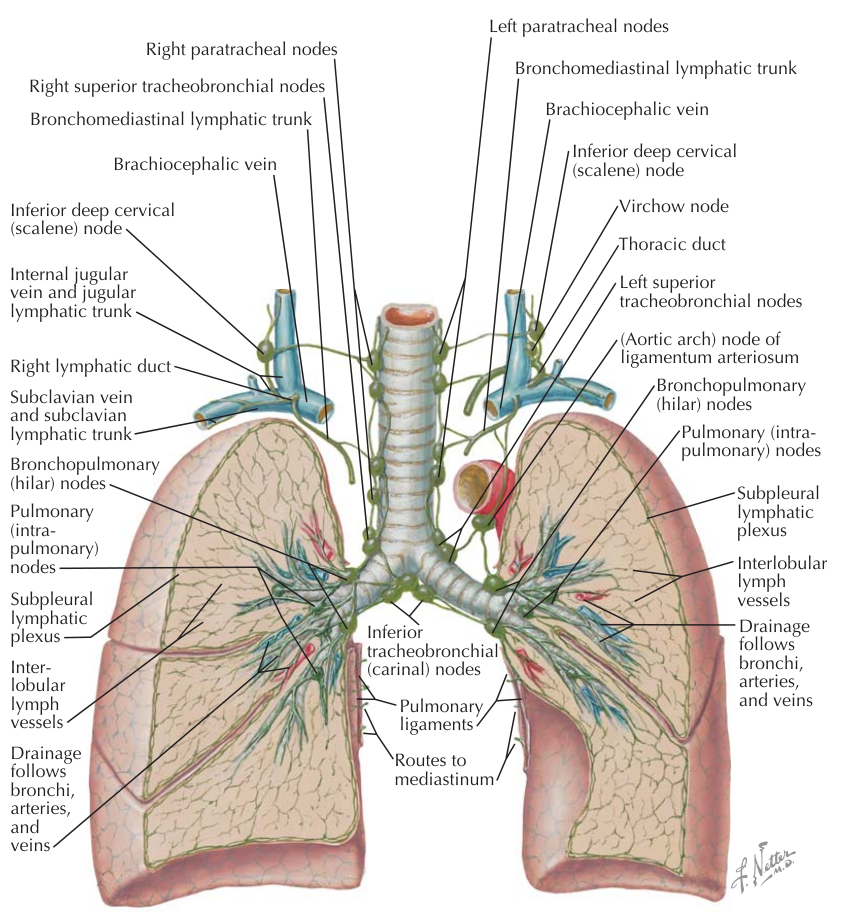 Right paratracheal nodes
Right superior tracheobronchial nodes
Bronchomediastinal lymphatic trunk
Brachiocephalic vein
Inferior deep cervical
(scalene) node
Internal jugular
vein and jugular
lymphatic trunk
Right lymphatic duct
Subclavian vein
and subclavian
lymphatic trunk
Bronchopulmonary
(hilar) nodes
Pulmonary
(intra-
pulmonary)
nodes
Subpleural
lymphatic
plexus
Inter-
lobular
lymph
vessels
Drainage
follows
bronchi,
arteries,
and
veins
Left paratracheal nodes
Bronchomediastinal lymphatic trunk
Brachiocephalic vein
Inferior deep cervical
(scalene) node
Virchow node
Thoracic duct
Left superior
tracheobronchial nodes
(Aortic arch) node of
ligamentum arteriosum
Bronchopulmonary
(hilar) nodes
Pulmonary (intra-
pulmonary) nodes
Subpleural
lymphatic
plexus
Interlobular
lymph
vessels
Drainage
follows
bronchi,
arteries,
and veins
Inferior
tracheobronchial
(carinal) nodes
Pulmonary
ligaments
Routes to
mediastinum
F. Netter
M.D.